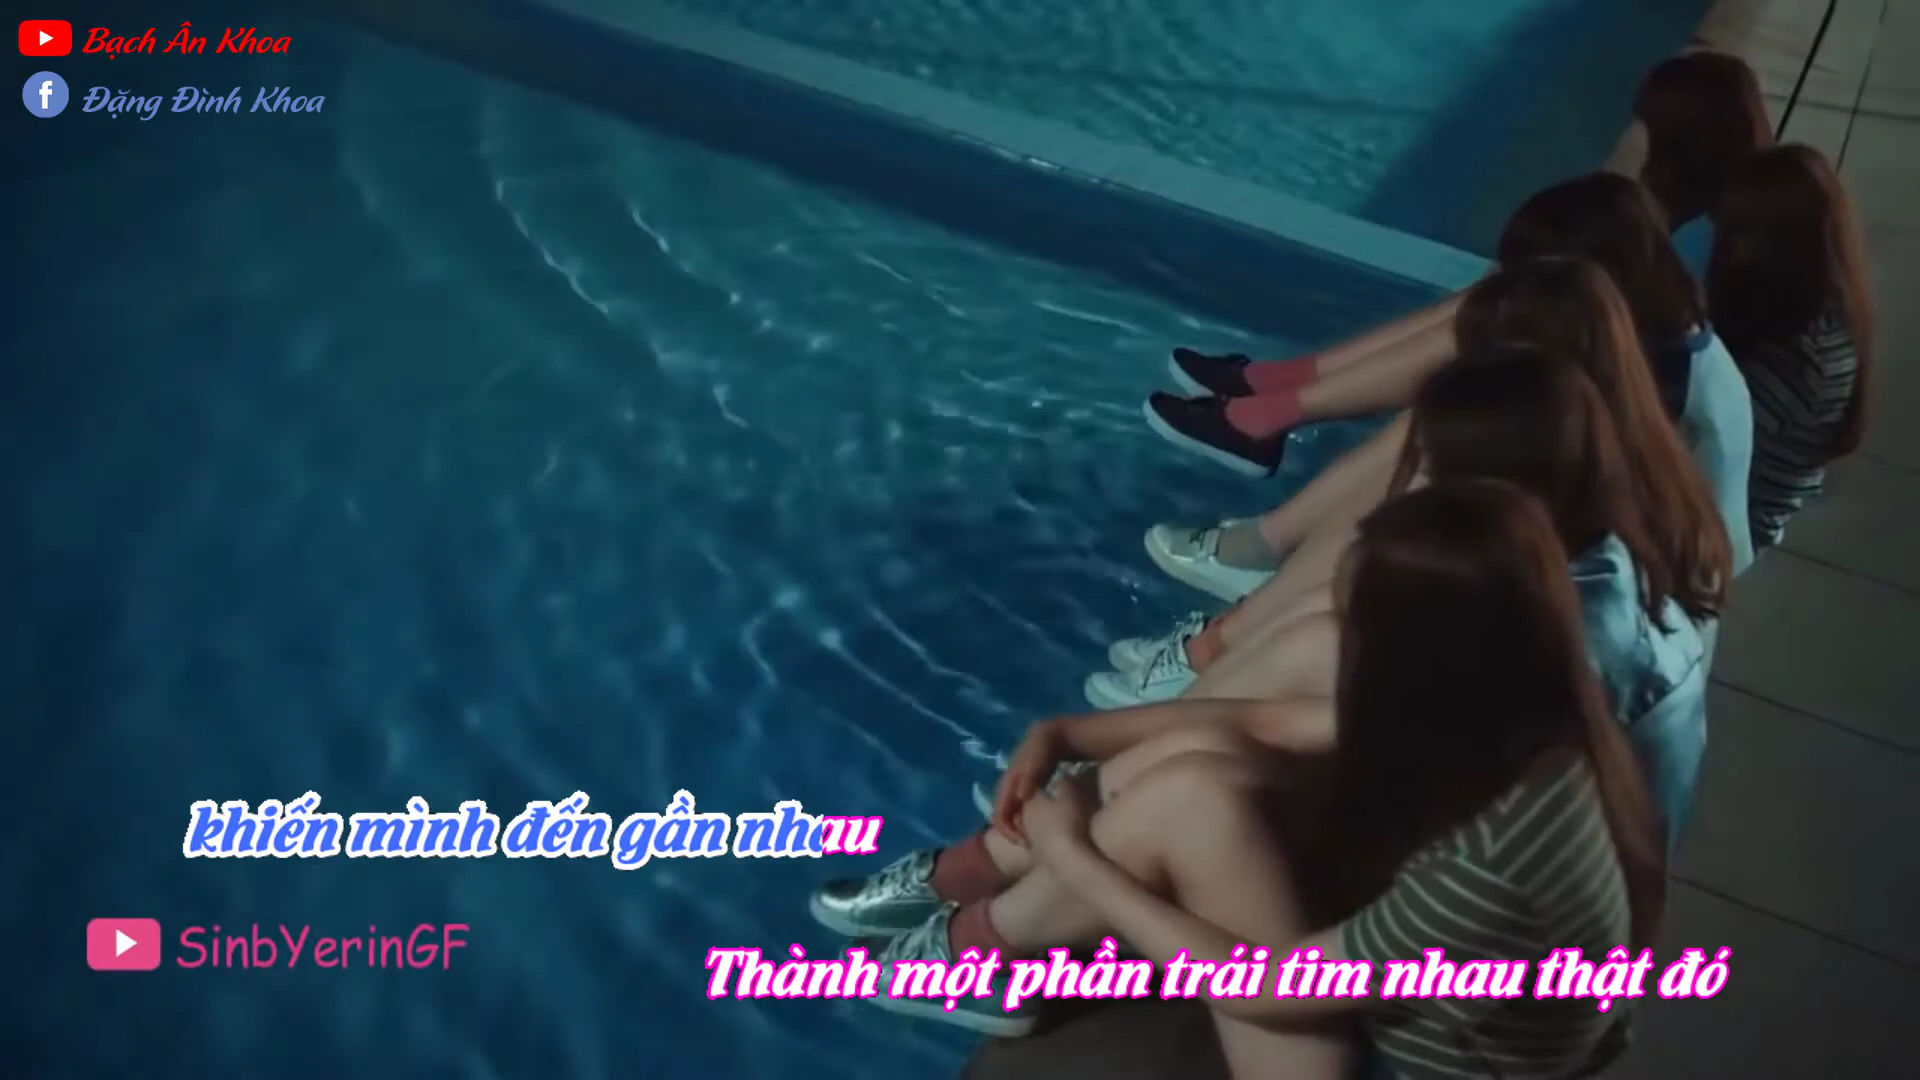 Bạch Ân Khoa
Đặng Đình Khoa
khiến mình đến gần nhau
SinbYerinGF
Thành một phần trái tim nhau thật đó